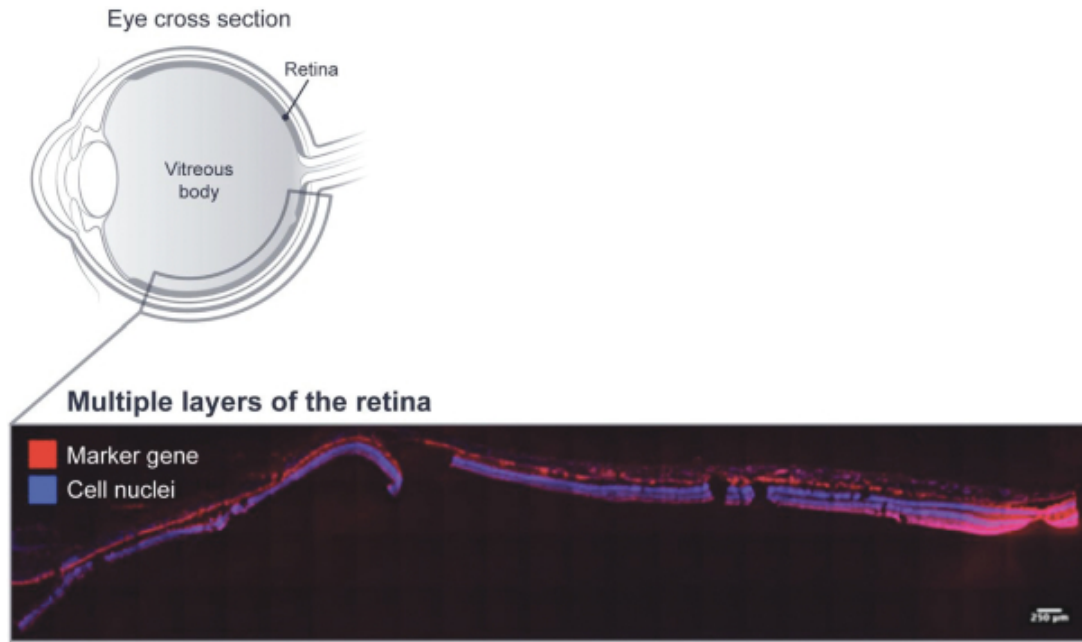 Eye cross section
Retina
Vitreous
body
Multiple layers of the retina
Marker gene
Cell nuclei
250 µm